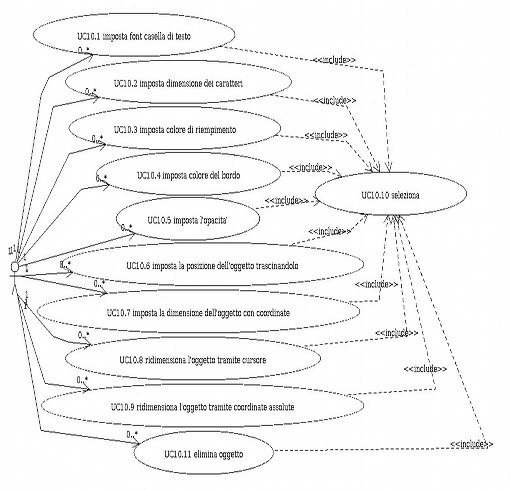 UC10.1 imposta font casella di testo
0..*
<<include>>
UC10.2 imposta dimensione dei caratteri
0..*
<<include>>
UC10.3 imposta colore di riempimento
0..*
<<include>>
UC10.4 imposta colore del bordo
0..*
<<include>>
UC10.10 seleziona
UC10.5 imposta l'opacita'
0..*
<<include>>
<<include>>
UC10.6 imposta la posizione dell'oggetto trascinandolo
0..*
<<include>>
UC10.7 imposta la dimensione dell'oggetto con coordinate
0..*
<<include>>
UC10.8 ridimensiona l'oggetto tramite cursore
0..*
<<include>>
UC10.9 ridimensiona l'oggetto tramite coordinate assolute
0..*
<<include>>
UC10.11 elimina oggetto
0..*